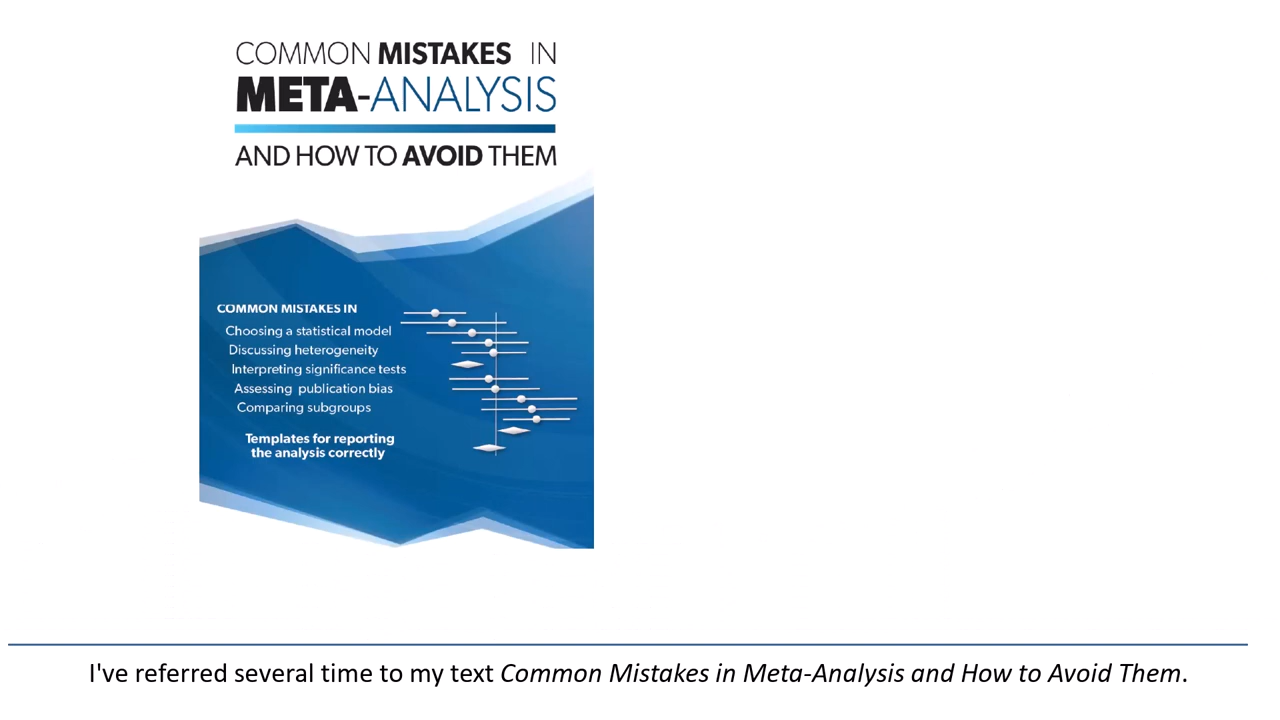 COMMON MISTAKES IN
META-ANALYSIS
AND HOW TO AVOID THEM
COMMON MISTAKES IN
Choosing a statistical model
Discussing heterogeneity
Interpreting significance tests
Assessing publication bias
Comparing subgroups
Templates for reporting
the analysis correctly
I've referred several time to my text Common Mistakes in Meta-Analysis and How to Avoid Them.